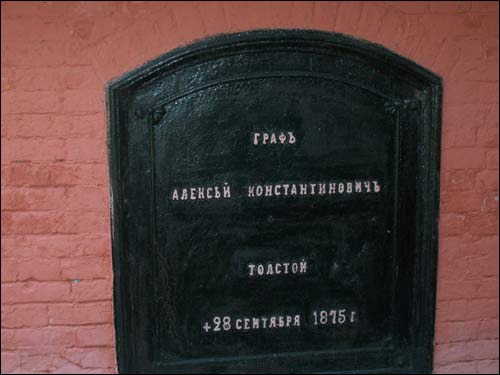 ГРАФЪ
АЛЕКСѢЙ КОНСТАНТИНОВИЧЪ
ТОЛСТОЙ
+28 СЕНТЯБРЯ 1875 г.